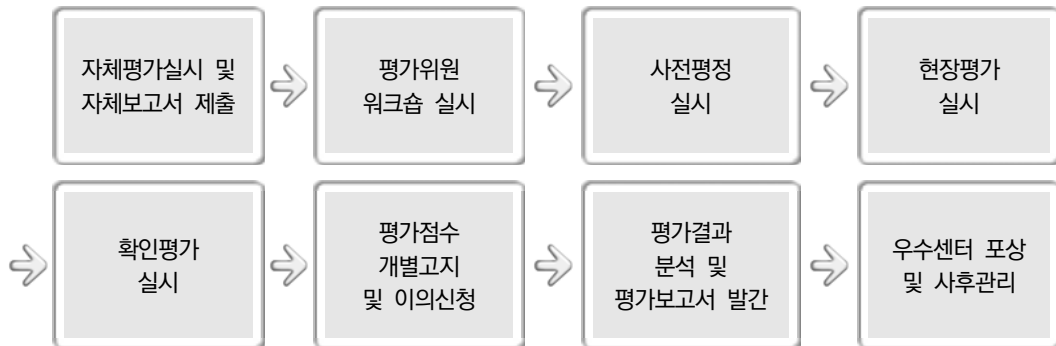 자체평가실시 및
자체보고서 제출
평가위원
워크숍 실시
사전평정
실시
현장평가
실시
확인평가
실시
평가점수
개별고지
및 이의신청
평가결과
분석 및
평가보고서 발간
우수센터 포상
및 사후관리